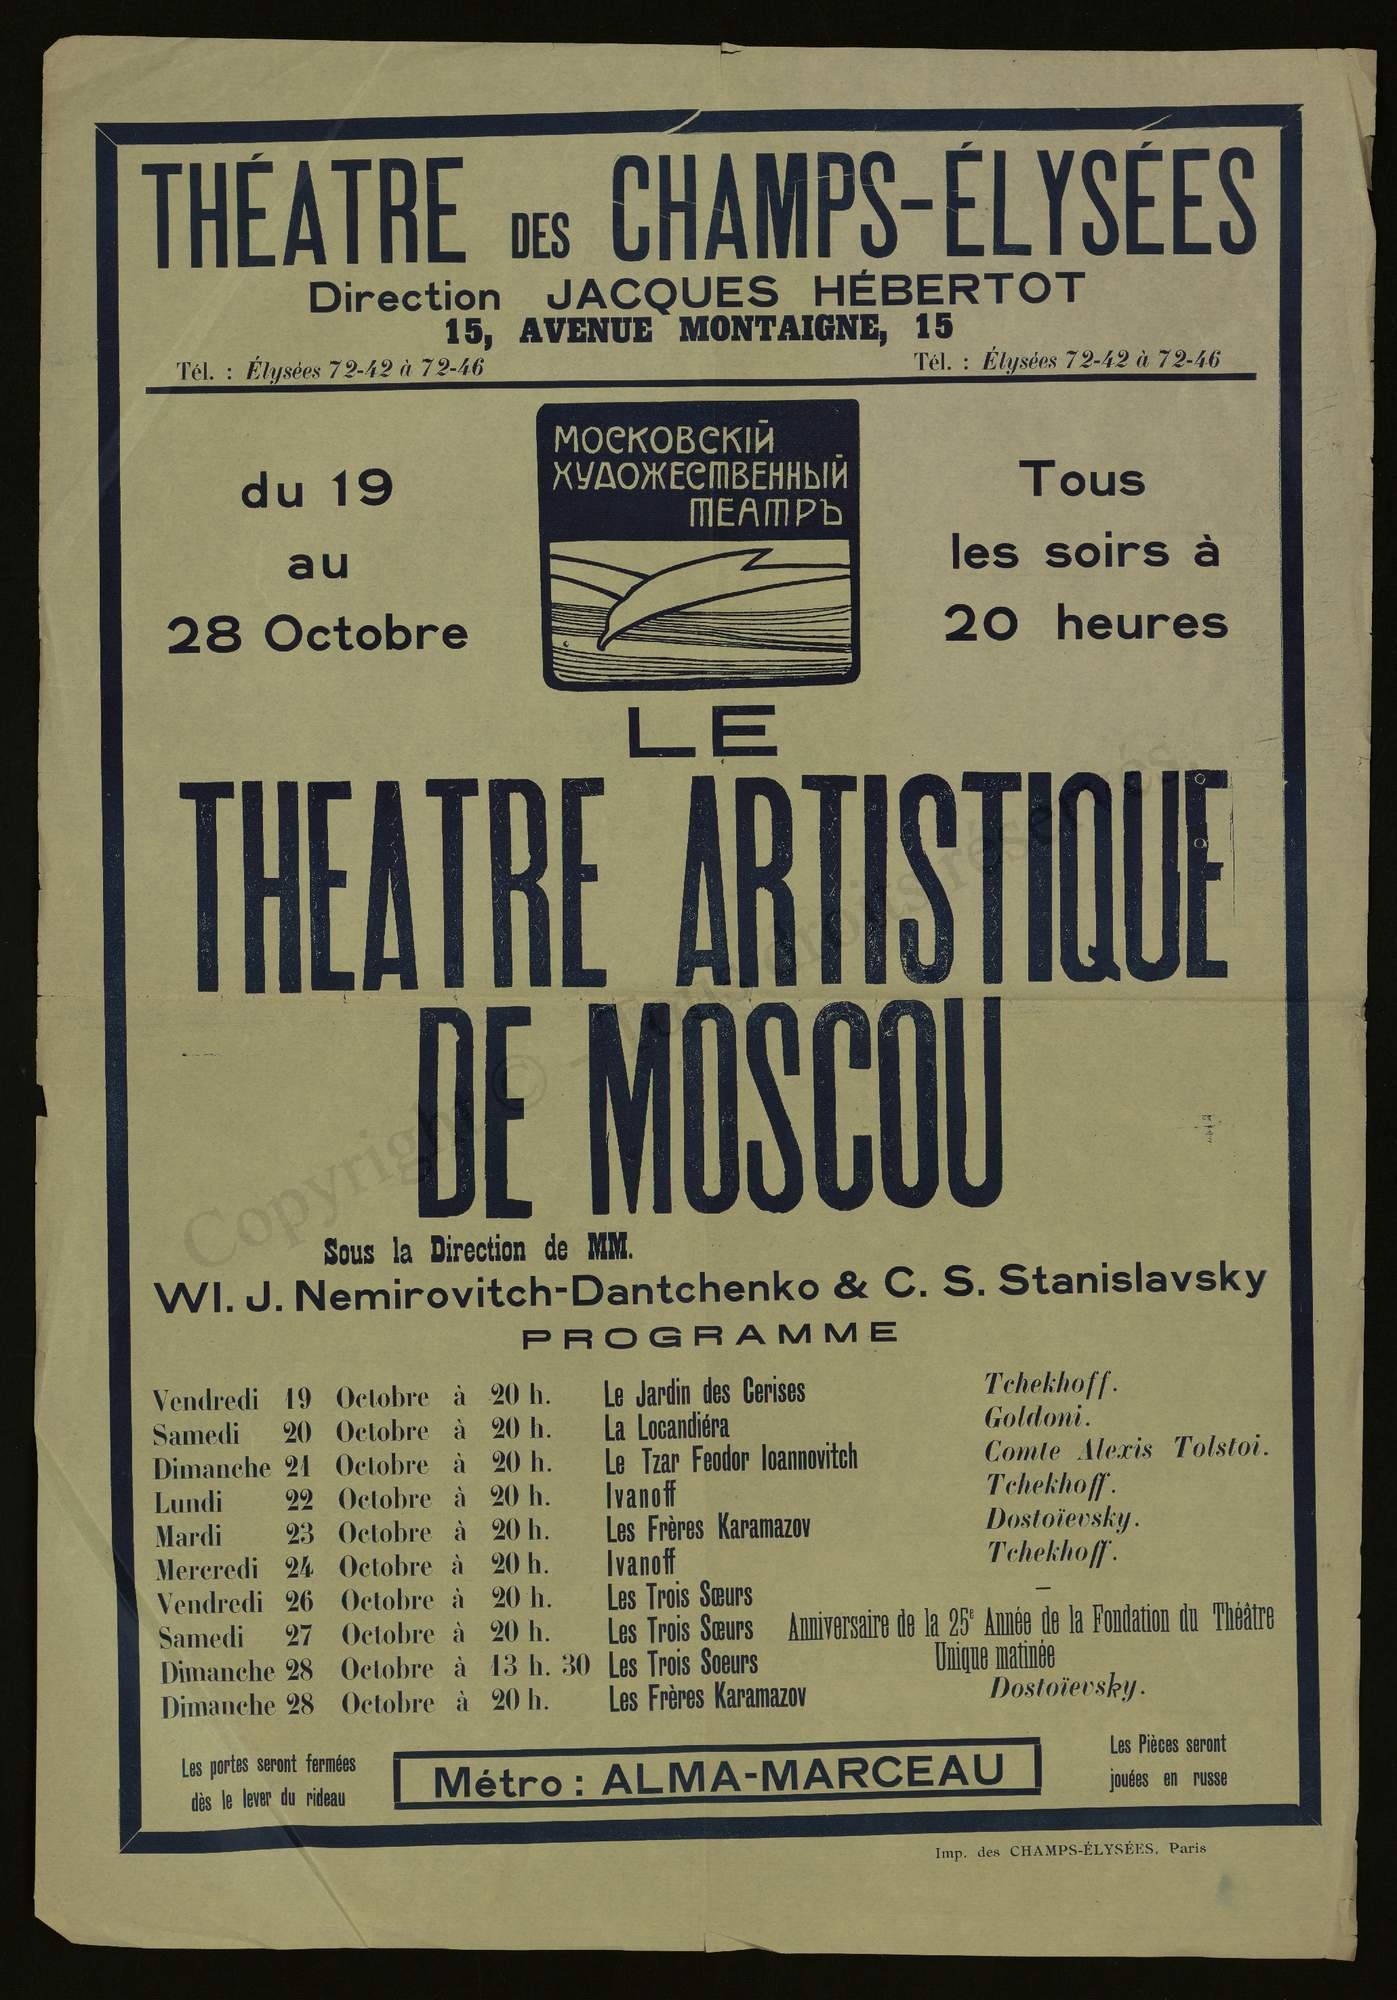 THÉATRE DES CHAMPS-ÉLYSÉES
Direction JACQUES HÉBERTOT
15, AVENUE MONTAIGNE, 15
Tél. : Élysées 72-42 à 72-46
Tél. : Élysées 72-42 à 72-46
du 19
au
28 Octobre
МОСКОВСКІЙ
ХУДОЖЕСТВЕННЫЙ
ТЕАТРЪ
Tous
les soirs à
20 heures
LE
THEATRE ARTISTIQUE
DE MOSCOU
Sous la Direction de MM.
Wl. J. Nemirovitch-Dantchenko & C. S. Stanislavsky
PROGRAMME
Vendredi 19 Octobre à 20 h. Le Jardin des Cerises Tchekhoff.
Samedi 20 Octobre à 20 h. La Locandiéra Goldoni.
Dimanche 21 Octobre à 20 h. Le Tzar Feodor Ioannovitch Comte Alexis Tolstoi.
Lundi 22 Octobre à 20 h. Ivanoff Tchekhoff.
Mardi 23 Octobre à 20 h. Les Frères Karamazov Dostoïevsky.
Mercredi 24 Octobre à 20 h. Ivanoff Tchekhoff.
Vendredi 26 Octobre à 20 h. Les Trois Sœurs —
Samedi 27 Octobre à 20 h. Les Trois Sœurs Anniversaire de la 25e Année de la Fondation du Théâtre
Dimanche 28 Octobre à 13 h. 30 Les Trois Soeurs Unique matinée
Dimanche 28 Octobre à 20 h. Les Frères Karamazov Dostoïevsky.
Les portes seront fermées
dès le lever du rideau
Métro : ALMA-MARCEAU
Les Pièces seront
jouées en russe
Imp. des CHAMPS-ÉLYSÉES, Paris
Copyright © - Tous droits réservés